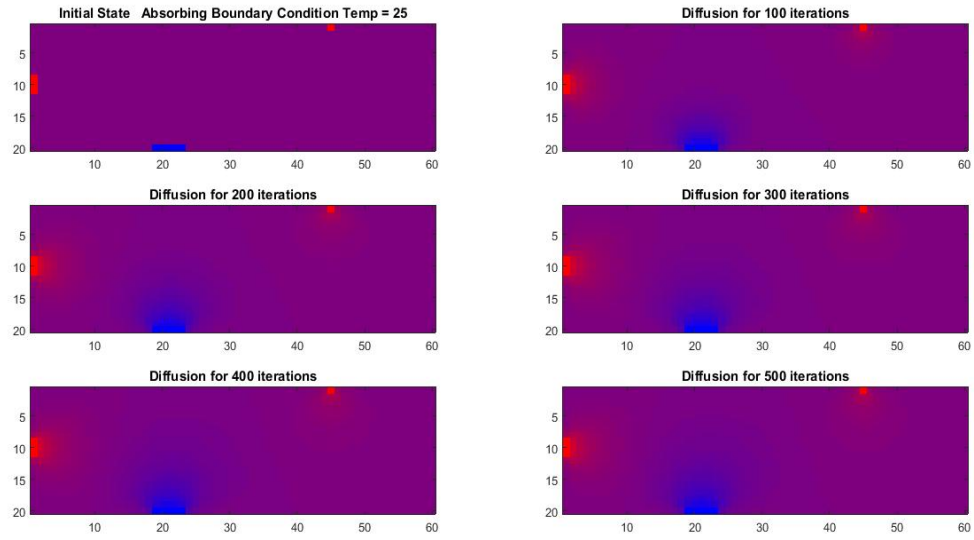 Initial State   Absorbing Boundary Condition Temp = 25
5
10
15
20
10 20 30 40 50 60
Diffusion for 100 iterations
5
10
15
20
10 20 30 40 50 60
Diffusion for 200 iterations
5
10
15
20
10 20 30 40 50 60
Diffusion for 300 iterations
5
10
15
20
10 20 30 40 50 60
Diffusion for 400 iterations
5
10
15
20
10 20 30 40 50 60
Diffusion for 500 iterations
5
10
15
20
10 20 30 40 50 60